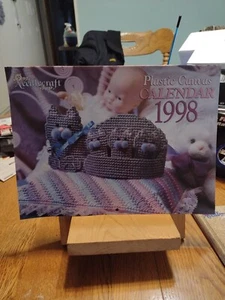 Needlecraft
Plastic Canvas
CALENDAR
1998